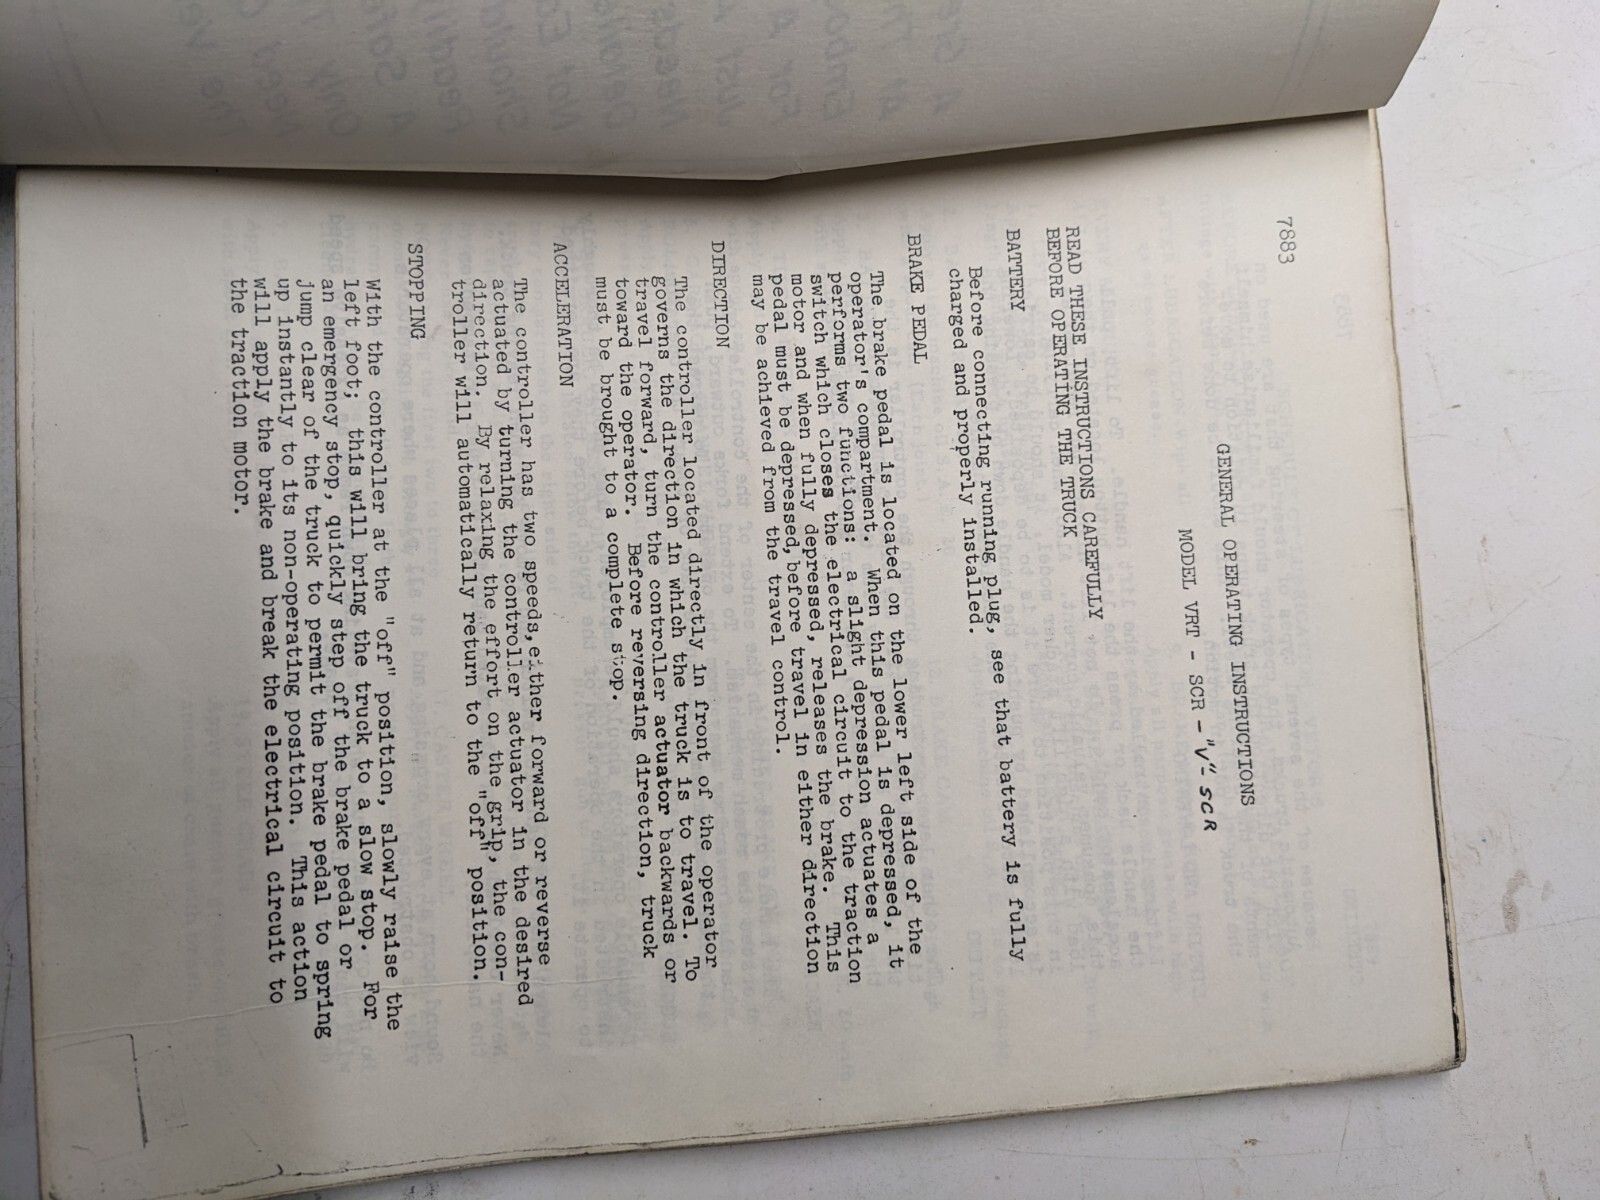 7883
GENERAL OPERATING INSTRUCTIONS
MODEL VRT - SCR - "V"- SCR
READ THESE INSTRUCTIONS CAREFULLY
BEFORE OPERATING THE TRUCK
BATTERY
Before connecting running plug, see that battery is fully
charged and properly installed.
BRAKE PEDAL
The brake pedal is located on the lower left side of the
operator's compartment. When this pedal is depressed, it
performs two functions: a slight depression actuates a
switch which closes the electrical circuit to the traction
motor and when fully depressed, releases the brake. This
pedal must be depressed, before travel in either direction
may be achieved from the travel control.
DIRECTION
The controller located directly in front of the operator
governs the direction in which the truck is to travel. To
travel forward, turn the controller actuator backwards or
toward the operator. Before reversing direction, truck
must be brought to a complete stop.
ACCELERATION
The controller has two speeds, either forward or reverse
actuated by turning the controller actuator in the desired
direction. By relaxing the effort on the grip, the con-
troller will automatically return to the "off" position.
STOPPING
With the controller at the "off" position, slowly raise the
left foot; this will bring the truck to a slow stop. For
an emergency stop, quickly step off the brake pedal or
jump clear of the truck to permit the brake pedal to spring
up instantly to its non-operating position. This action
will apply the brake and break the electrical circuit to
the traction motor.